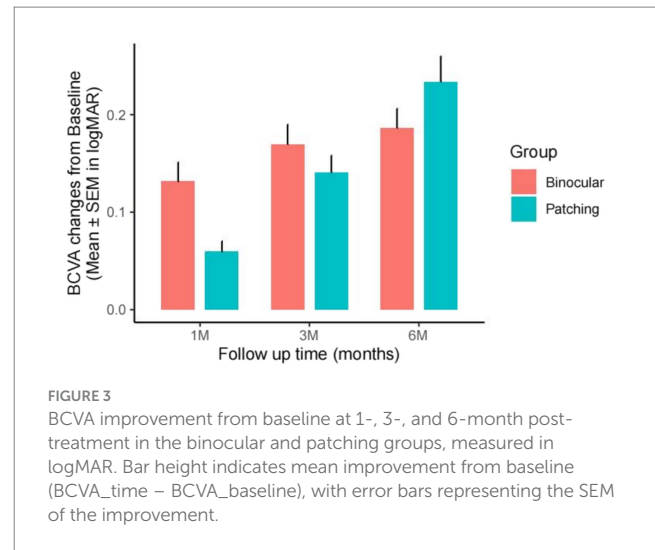 BCVA changes from Baseline
(Mean ± SEM in logMAR)
0.2
0.1
0.0
1M
3M
6M
Follow up time (months)
Group
Binocular
Patching
FIGURE 3
BCVA improvement from baseline at 1-, 3-, and 6-month post-
treatment in the binocular and patching groups, measured in
logMAR. Bar height indicates mean improvement from baseline
(BCVA_time – BCVA_baseline), with error bars representing the SEM
of the improvement.